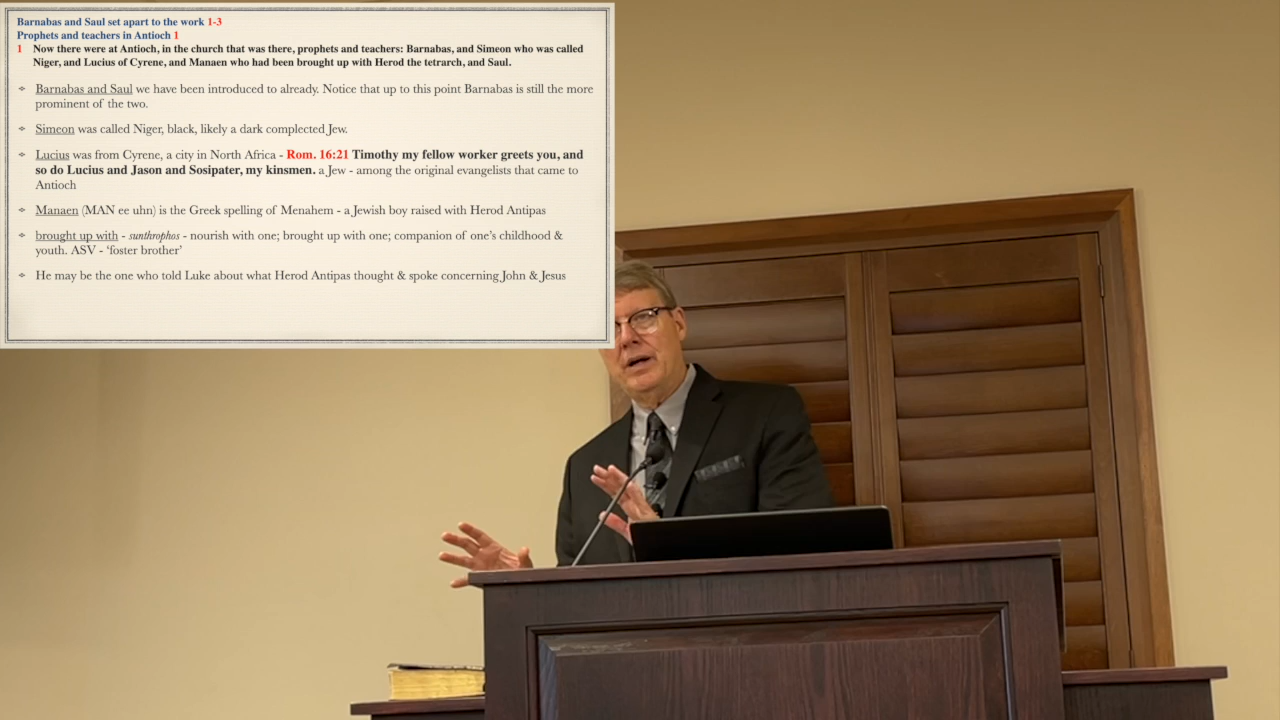 Barnabas and Saul set apart to the work 1-3
Prophets and teachers in Antioch 1
1 Now there were at Antioch, in the church that was there, prophets and teachers: Barnabas, and Simeon who was called
Niger, and Lucius of Cyrene, and Manaen who had been brought up with Herod the tetrarch, and Saul.
Barnabas and Saul we have been introduced to already. Notice that up to this point Barnabas is still the more
prominent of the two.
Simeon was called Niger, black, likely a dark complected Jew.
Lucius was from Cyrene, a city in North Africa - Rom. 16:21 Timothy my fellow worker greets you, and
so do Lucius and Jason and Sosipater, my kinsmen. a Jew - among the original evangelists that came to
Antioch
Manaen (MAN ee uhn) is the Greek spelling of Menahem - a Jewish boy raised with Herod Antipas
brought up with - sunthrophos - nourish with one; brought up with one; companion of one's childhood &
youth. ASV - 'foster brother'
He may be the one who told Luke about what Herod Antipas thought & spoke concerning John & Jesus